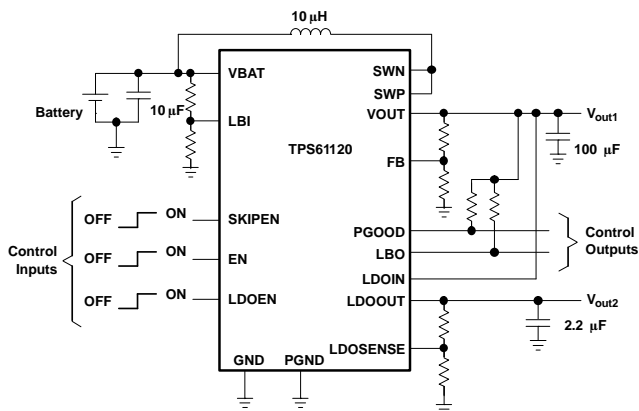 10 μH
VBAT
SWN
SWP
Battery
10 μF
LBI
VOUT
Vout1
TPS61120
100 μF
FB
Control
Inputs
OFF
ON
SKIPEN
PGOOD
Control
Outputs
OFF
ON
EN
LBO
LDOIN
OFF
ON
LDOEN
LDOOUT
Vout2
2.2 μF
LDOSENSE
GND
PGND